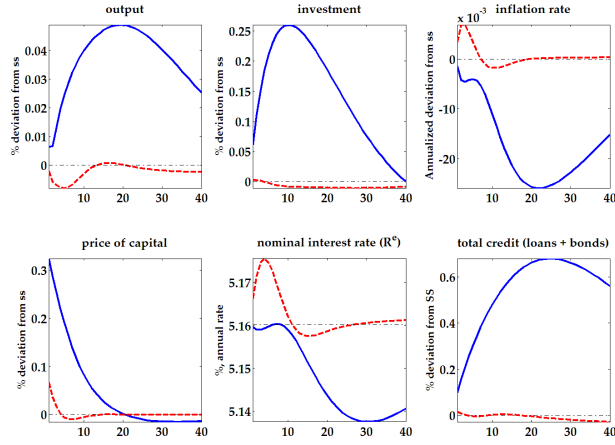 output
% deviation from ss
0.04
0.03
0.02
0.01
0
10 20 30 40
investment
% deviation from ss
0.25
0.2
0.15
0.1
0.05
0
10 20 30 40
inflation rate
x 10⁻³
Annualized deviation from ss
0
-10
-20
10 20 30 40
price of capital
% deviation from ss
0.3
0.2
0.1
0
10 20 30 40
nominal interest rate (Rᵉ)
%, annual rate
5.17
5.16
5.15
5.14
10 20 30 40
total credit (loans + bonds)
% deviation from SS
0.6
0.4
0.2
0
10 20 30 40